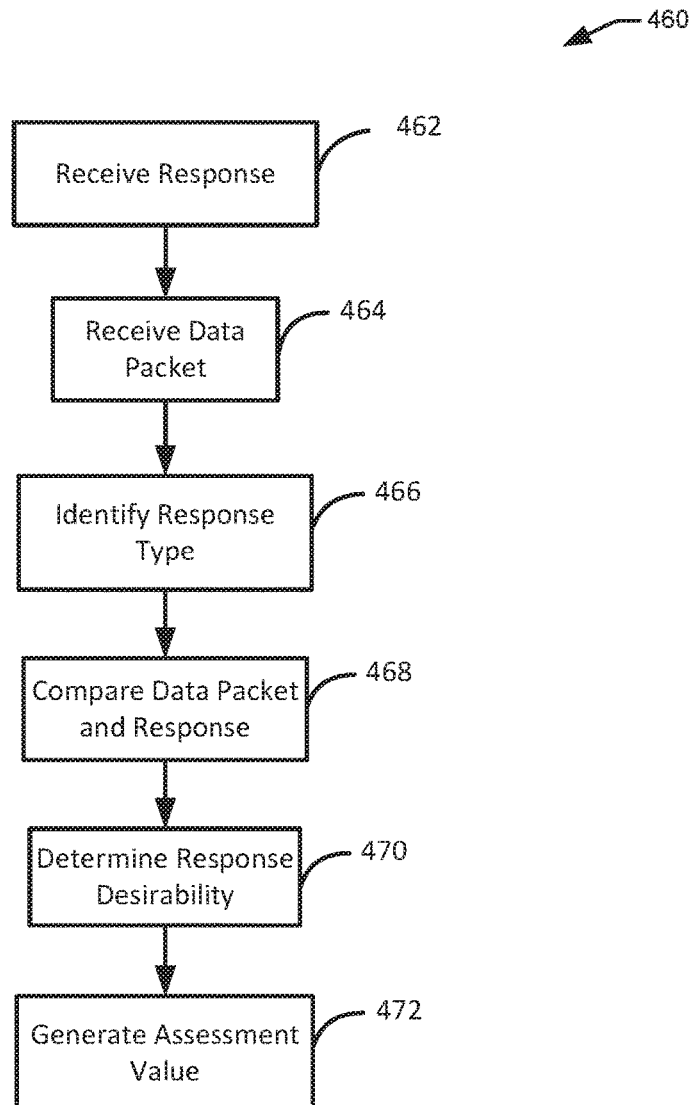 460
Receive Response
462
Receive Data
Packet
464
Identify Response
Type
466
Compare Data Packet
and Response
468
Determine Response
Desirability
470
Generate Assessment
Value
472